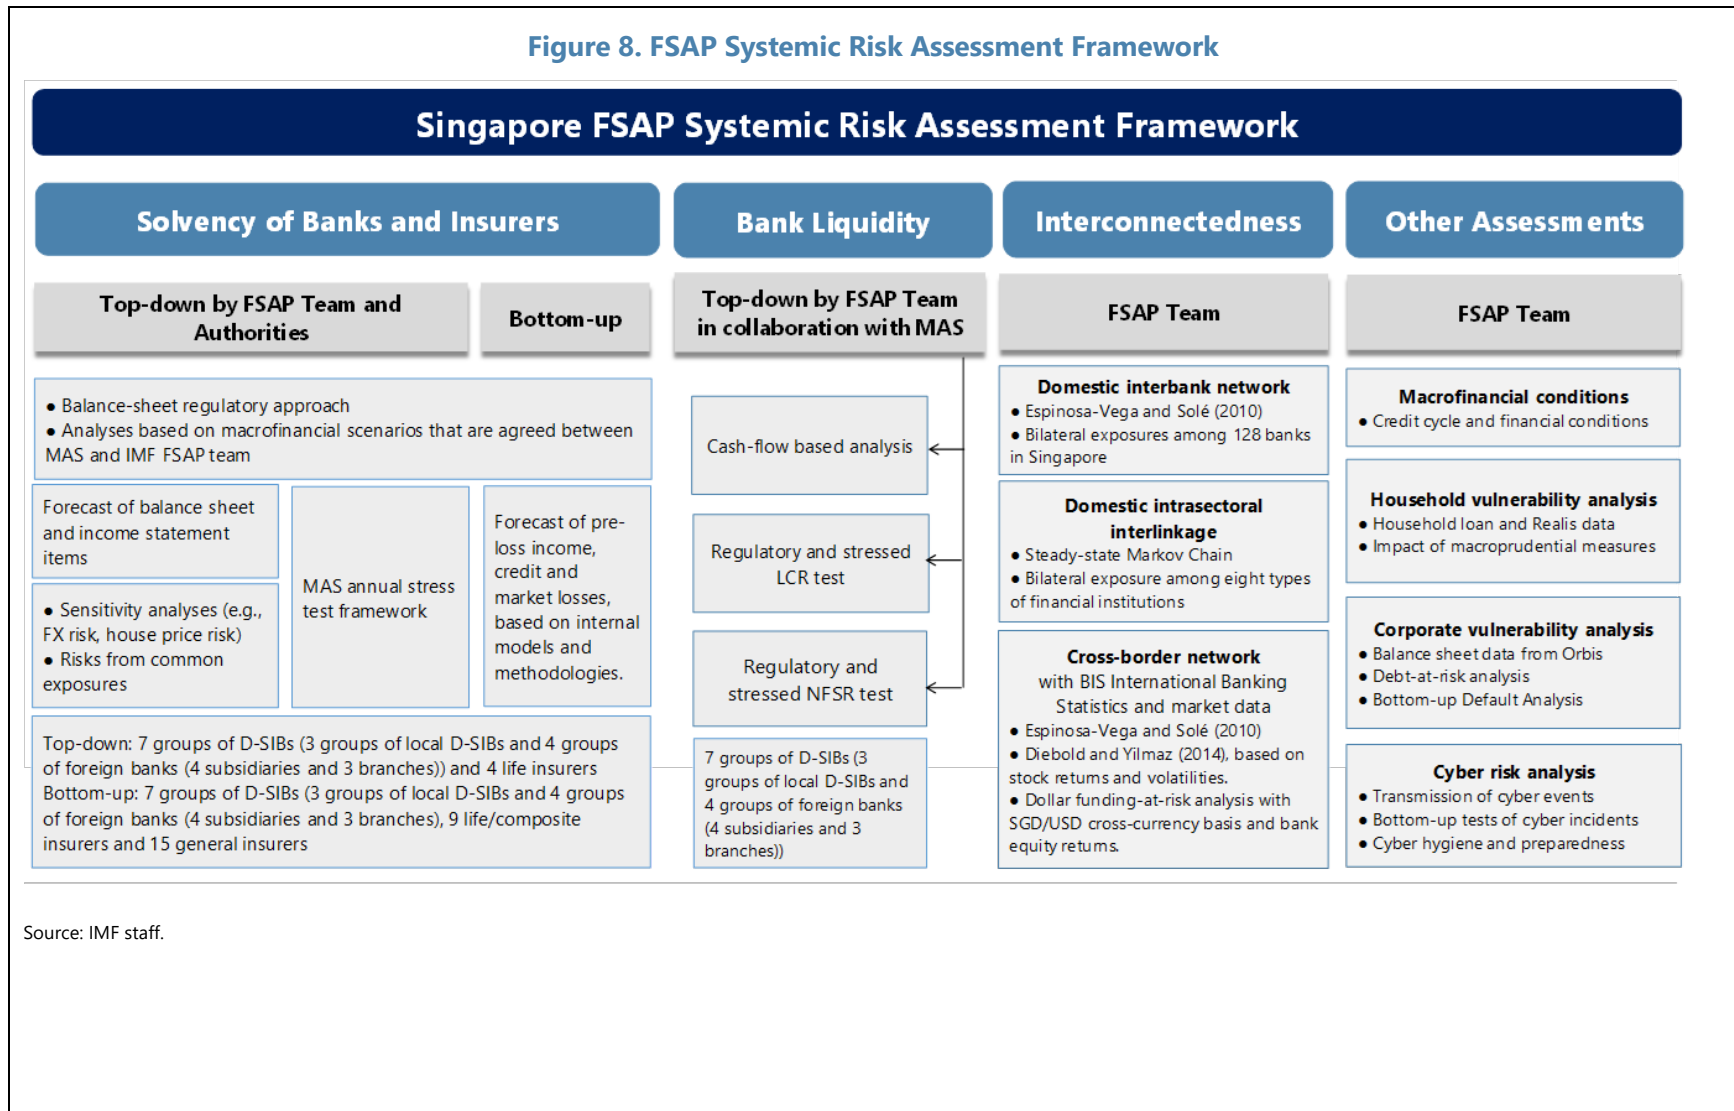 Figure 8. FSAP Systemic Risk Assessment Framework
Singapore FSAP Systemic Risk Assessment Framework
Solvency of Banks and Insurers
Top-down by FSAP Team and
Authorities
Bottom-up
● Balance-sheet regulatory approach
● Analyses based on macrofinancial scenarios that are agreed between
MAS and IMF FSAP team
Forecast of balance sheet
and income statement
items
● Sensitivity analyses (e.g.,
FX risk, house price risk)
● Risks from common
exposures
MAS annual stress
test framework
Forecast of pre-
loss income,
credit and
market losses,
based on internal
models and
methodologies.
Top-down: 7 groups of D-SIBs (3 groups of local D-SIBs and 4 groups
of foreign banks (4 subsidiaries and 3 branches)) and 4 life insurers
Bottom-up: 7 groups of D-SIBs (3 groups of local D-SIBs and 4 groups
of foreign banks (4 subsidiaries and 3 branches), 9 life/composite
insurers and 15 general insurers
Bank Liquidity
Top-down by FSAP Team
in collaboration with MAS
Cash-flow based analysis
Regulatory and stressed
LCR test
Regulatory and
stressed NFSR test
7 groups of D-SIBs (3
groups of local D-SIBs and
4 groups of foreign banks
(4 subsidiaries and 3
branches))
Interconnectedness
FSAP Team
Domestic interbank network
● Espinosa-Vega and Solé (2010)
● Bilateral exposures among 128 banks
in Singapore
Domestic intrasectoral
interlinkage
● Steady-state Markov Chain
● Bilateral exposure among eight types
of financial institutions
Cross-border network
with BIS International Banking
Statistics and market data
● Espinosa-Vega and Solé (2010)
● Diebold and Yilmaz (2014), based on
stock returns and volatilities.
● Dollar funding-at-risk analysis with
SGD/USD cross-currency basis and bank
equity returns.
Other Assessments
FSAP Team
Macrofinancial conditions
● Credit cycle and financial conditions
Household vulnerability analysis
● Household loan and Realis data
● Impact of macroprudential measures
Corporate vulnerability analysis
● Balance sheet data from Orbis
● Debt-at-risk analysis
● Bottom-up Default Analysis
Cyber risk analysis
● Transmission of cyber events
● Bottom-up tests of cyber incidents
● Cyber hygiene and preparedness
Source: IMF staff.